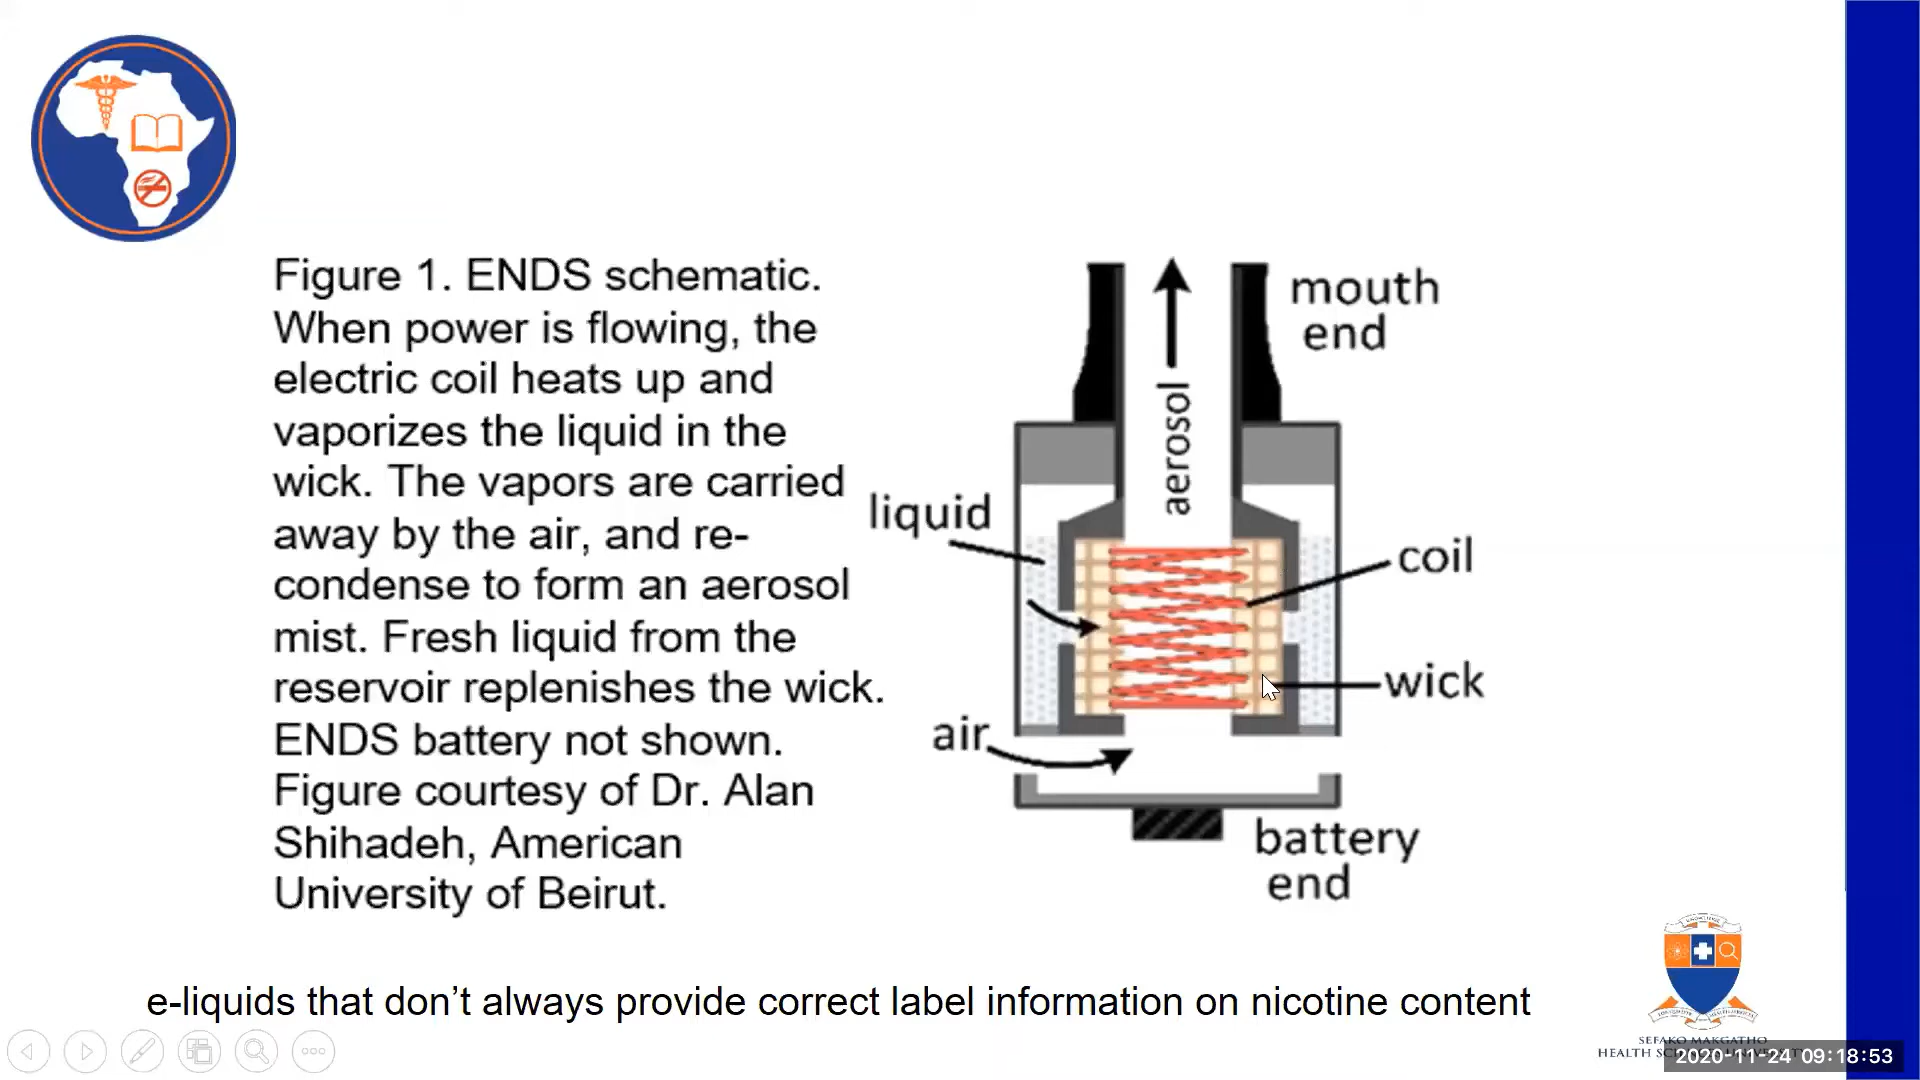 Figure 1. ENDS schematic.
When power is flowing, the
electric coil heats up and
vaporizes the liquid in the
wick. The vapors are carried
away by the air, and re-
condense to form an aerosol
mist. Fresh liquid from the
reservoir replenishes the wick.
ENDS battery not shown.
Figure courtesy of Dr. Alan
Shihadeh, American
University of Beirut.
mouth
end
aerosol
liquid
coil
wick
air
battery
end
e-liquids that don’t always provide correct label information on nicotine content
SEFAKO MAKGATHO
HEALTH
2020-11-24 09:18:53